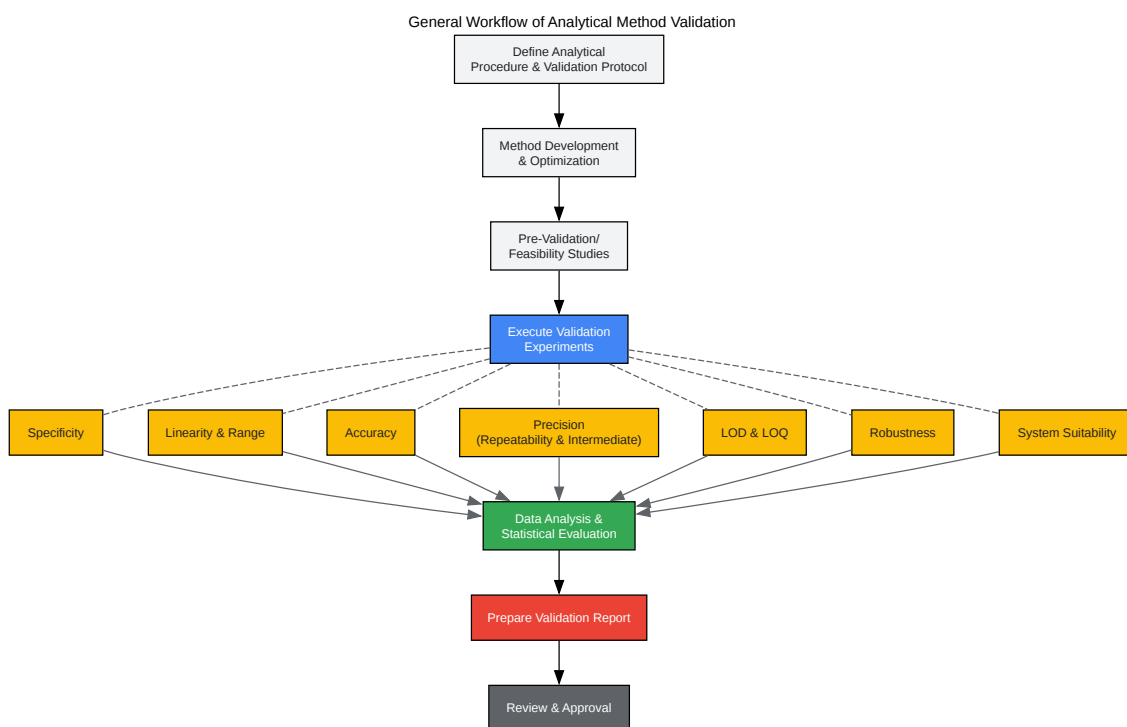 General Workflow of Analytical Method Validation
Define Analytical
Procedure & Validation Protocol
Method Development
& Optimization
Pre-Validation/
Feasibility Studies
Execute Validation
Experiments
Specificity
Linearity & Range
Accuracy
Precision
(Repeatability & Intermediate)
LOD & LOQ
Robustness
System Suitability
Data Analysis &
Statistical Evaluation
Prepare Validation Report
Review & Approval